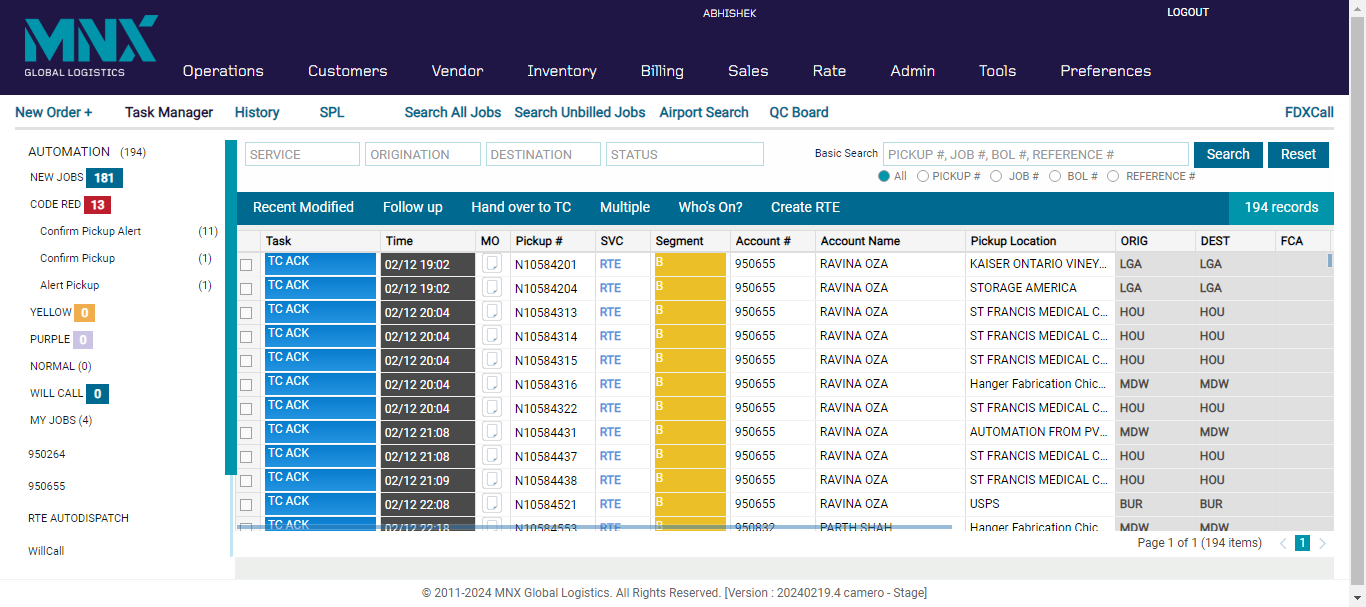 ABHISHEK LOGOUT
MNX
GLOBAL LOGISTICS
Operations Customers Vendor Inventory Billing Sales Rate Admin Tools Preferences
New Order + Task Manager History SPL Search All Jobs Search Unbilled Jobs Airport Search QC Board FDXCall
AUTOMATION (194)
NEW JOBS 181
CODE RED 13
Confirm Pickup Alert (11)
Confirm Pickup (1)
Alert Pickup (1)
YELLOW 0
PURPLE 0
NORMAL (0)
WILL CALL 0
MY JOBS (4)
950264
950655
RTE AUTODISPATCH
WillCall
SERVICE ORIGINATION DESTINATION STATUS Basic Search PICKUP #, JOB #, BOL #, REFERENCE # Search Reset
All PICKUP # JOB # BOL # REFERENCE #
Recent Modified Follow up Hand over to TC Multiple Who's On? Create RTE 194 records
Task Time MO Pickup # SVC Segment Account # Account Name Pickup Location ORIG DEST FCA
TC ACK 02/12 19:02 N10584201 RTE B 950655 RAVINA OZA KAISER ONTARIO VINEY... LGA LGA
TC ACK 02/12 19:02 N10584204 RTE B 950655 RAVINA OZA STORAGE AMERICA LGA LGA
TC ACK 02/12 20:04 N10584313 RTE B 950655 RAVINA OZA ST FRANCIS MEDICAL C... HOU HOU
TC ACK 02/12 20:04 N10584314 RTE B 950655 RAVINA OZA ST FRANCIS MEDICAL C... HOU HOU
TC ACK 02/12 20:04 N10584315 RTE B 950655 RAVINA OZA ST FRANCIS MEDICAL C... HOU HOU
TC ACK 02/12 20:04 N10584316 RTE B 950655 RAVINA OZA Hanger Fabrication Chic... MDW MDW
TC ACK 02/12 20:04 N10584322 RTE B 950655 RAVINA OZA ST FRANCIS MEDICAL C... HOU HOU
TC ACK 02/12 21:08 N10584431 RTE B 950655 RAVINA OZA AUTOMATION FROM PV... MDW MDW
TC ACK 02/12 21:08 N10584437 RTE B 950655 RAVINA OZA ST FRANCIS MEDICAL C... HOU HOU
TC ACK 02/12 21:09 N10584438 RTE B 950655 RAVINA OZA ST FRANCIS MEDICAL C... HOU HOU
TC ACK 02/12 22:08 N10584521 RTE B 950655 RAVINA OZA USPS BUR BUR
TC ACK 02/12 22:18 N10584553 RTE B 950832 PARTH SHAH Hanger Fabrication Chic MDW MDW
Page 1 of 1 (194 items) 1
© 2011-2024 MNX Global Logistics. All Rights Reserved. [Version : 20240219.4 camero - Stage]